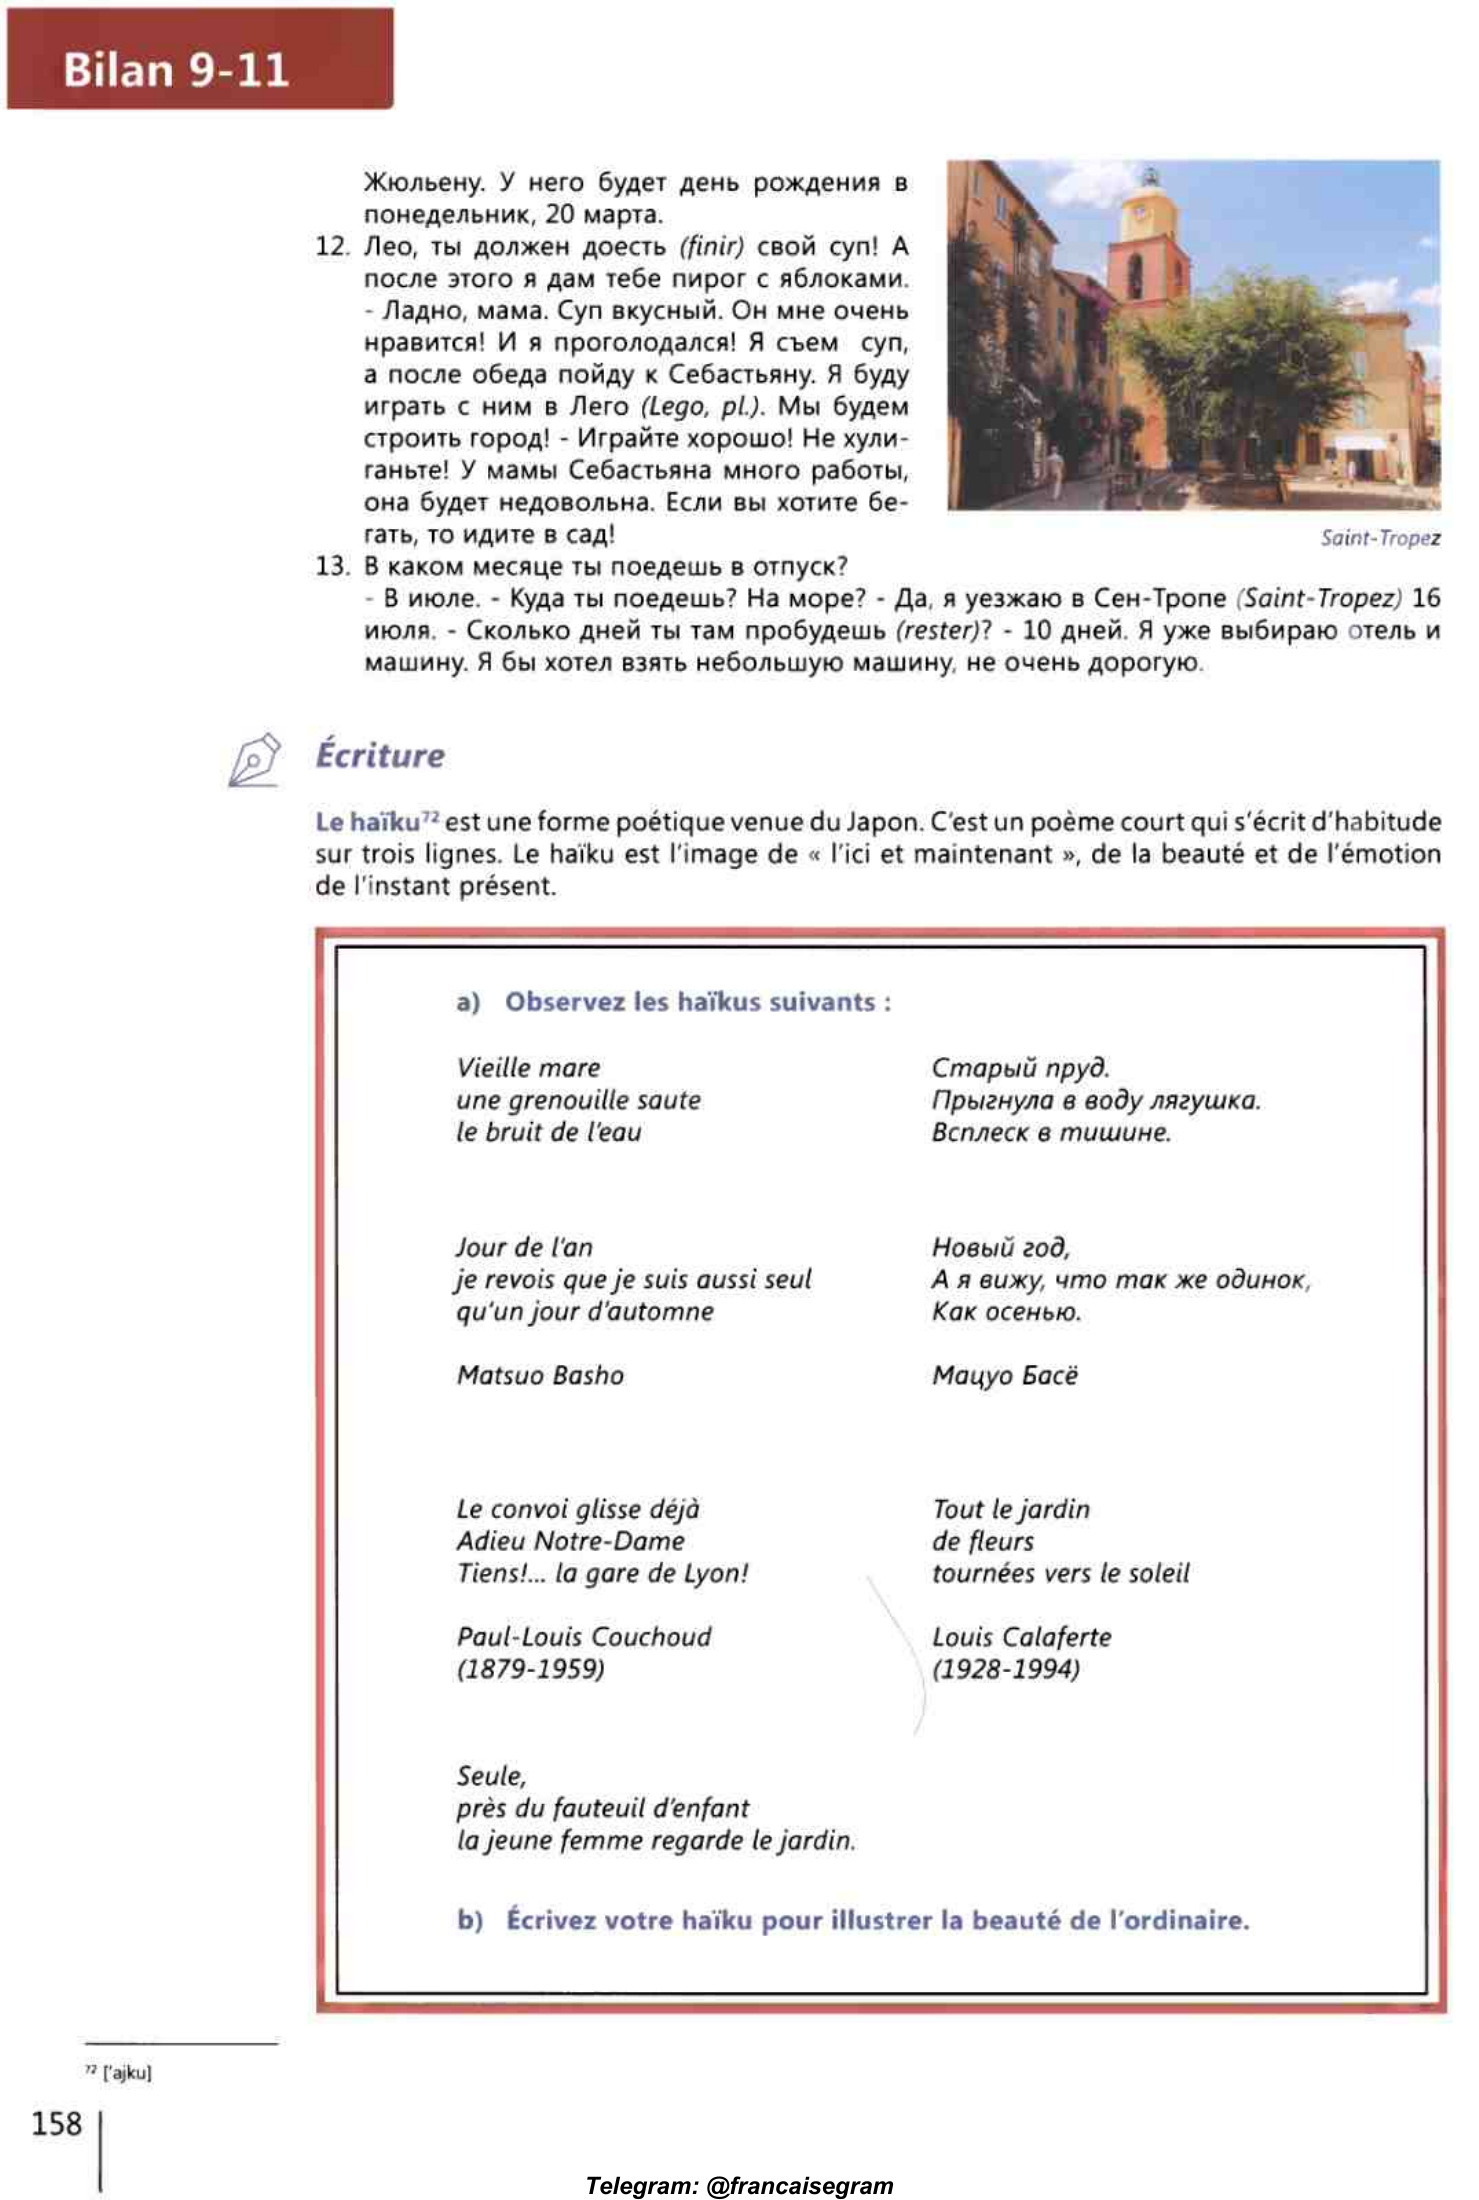 Bilan 9-11
Жюльену. У него будет день рождения в
понедельник, 20 марта.
12. Лео, ты должен доесть (finir) свой суп! А
после этого я дам тебе пирог с яблоками.
- Ладно, мама. Суп вкусный. Он мне очень
нравится! И я проголодался! Я съем суп,
а после обеда пойду к Себастьяну. Я буду
играть с ним в Лего (Lego, pl.). Мы будем
строить город! - Играйте хорошо! Не хули-
ганьте! У мамы Себастьяна много работы,
она будет недовольна. Если вы хотите бе-
гать, то идите в сад!
Saint-Tropez
13. В каком месяце ты поедешь в отпуск?
- В июле. - Куда ты поедешь? На море? - Да, я уезжаю в Сен-Тропе (Saint-Tropez) 16
июля. - Сколько дней ты там пробудешь (rester)? - 10 дней. Я уже выбираю отель и
машину. Я бы хотел взять небольшую машину, не очень дорогую.
Écriture
Le haïku⁷² est une forme poétique venue du Japon. C'est un poème court qui s'écrit d'habitude
sur trois lignes. Le haïku est l'image de « l'ici et maintenant », de la beauté et de l'émotion
de l'instant présent.
a) Observez les haïkus suivants :
Vieille mare
une grenouille saute
le bruit de l'eau
Старый пруд.
Прыгнула в воду лягушка.
Всплеск в тишине.
Jour de l'an
je revois que je suis aussi seul
qu'un jour d'automne
Новый год,
А я вижу, что так же одинок,
Как осенью.
Matsuo Basho
Мацуо Басё
Le convoi glisse déjà
Adieu Notre-Dame
Tiens!... la gare de Lyon!
Paul-Louis Couchoud
(1879-1959)
Tout le jardin
de fleurs
tournées vers le soleil
Louis Calaferte
(1928-1994)
Seule,
près du fauteuil d'enfant
la jeune femme regarde le jardin.
b) Écrivez votre haïku pour illustrer la beauté de l'ordinaire.
⁷² ['ajku]
158
Telegram: @francaisegram